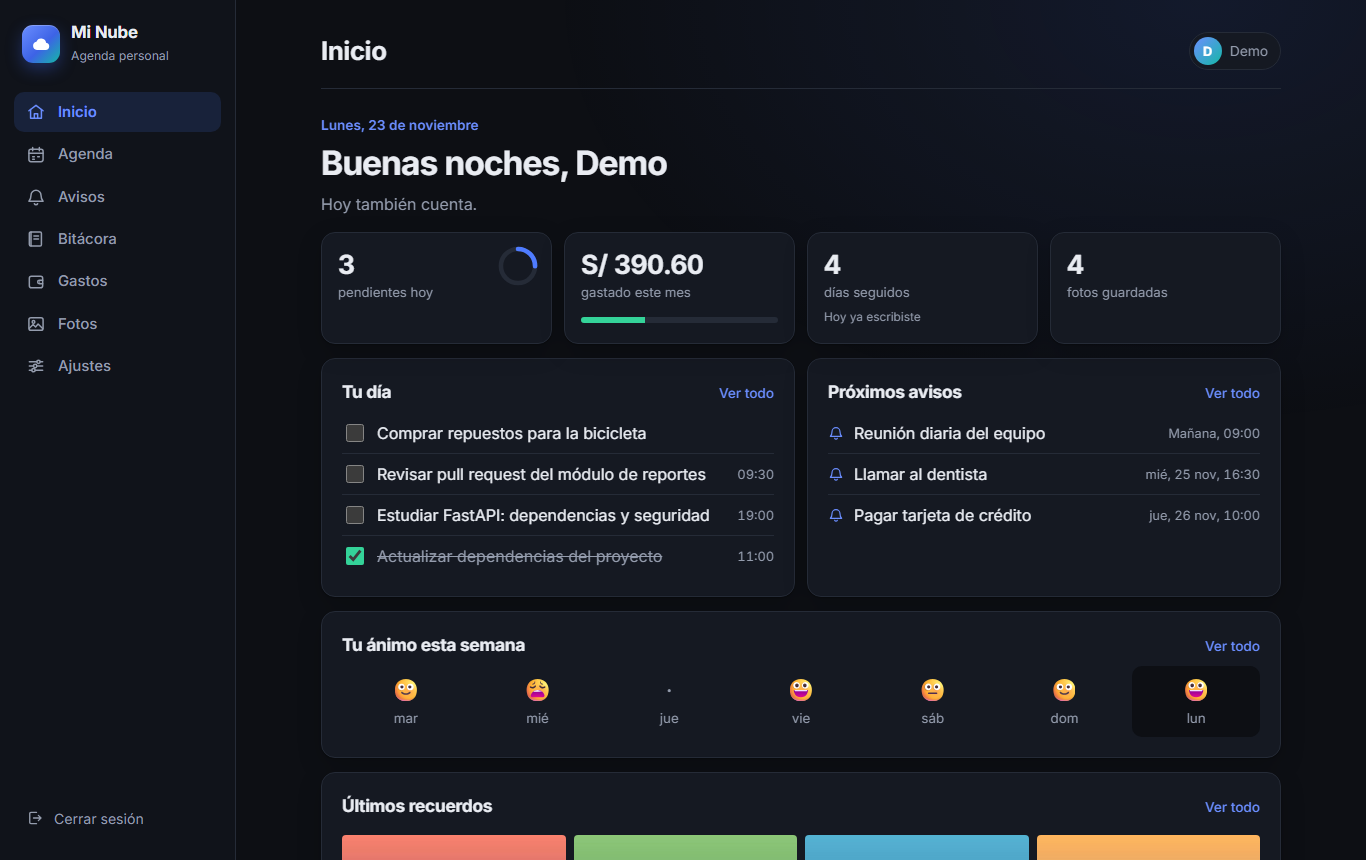 Mi Nube
Agenda personal
Inicio
Agenda
Avisos
Bitácora
Gastos
Fotos
Ajustes
Cerrar sesión
Inicio
D Demo
Lunes, 23 de noviembre
Buenas noches, Demo
Hoy también cuenta.
3
pendientes hoy
S/ 390.60
gastado este mes
4
días seguidos
Hoy ya escribiste
4
fotos guardadas
Tu día Ver todo
Comprar repuestos para la bicicleta
Revisar pull request del módulo de reportes 09:30
Estudiar FastAPI: dependencias y seguridad 19:00
Actualizar dependencias del proyecto 11:00
Próximos avisos Ver todo
Reunión diaria del equipo Mañana, 09:00
Llamar al dentista mié, 25 nov, 16:30
Pagar tarjeta de crédito jue, 26 nov, 10:00
Tu ánimo esta semana Ver todo
mar mié jue vie sáb dom lun
Últimos recuerdos Ver todo